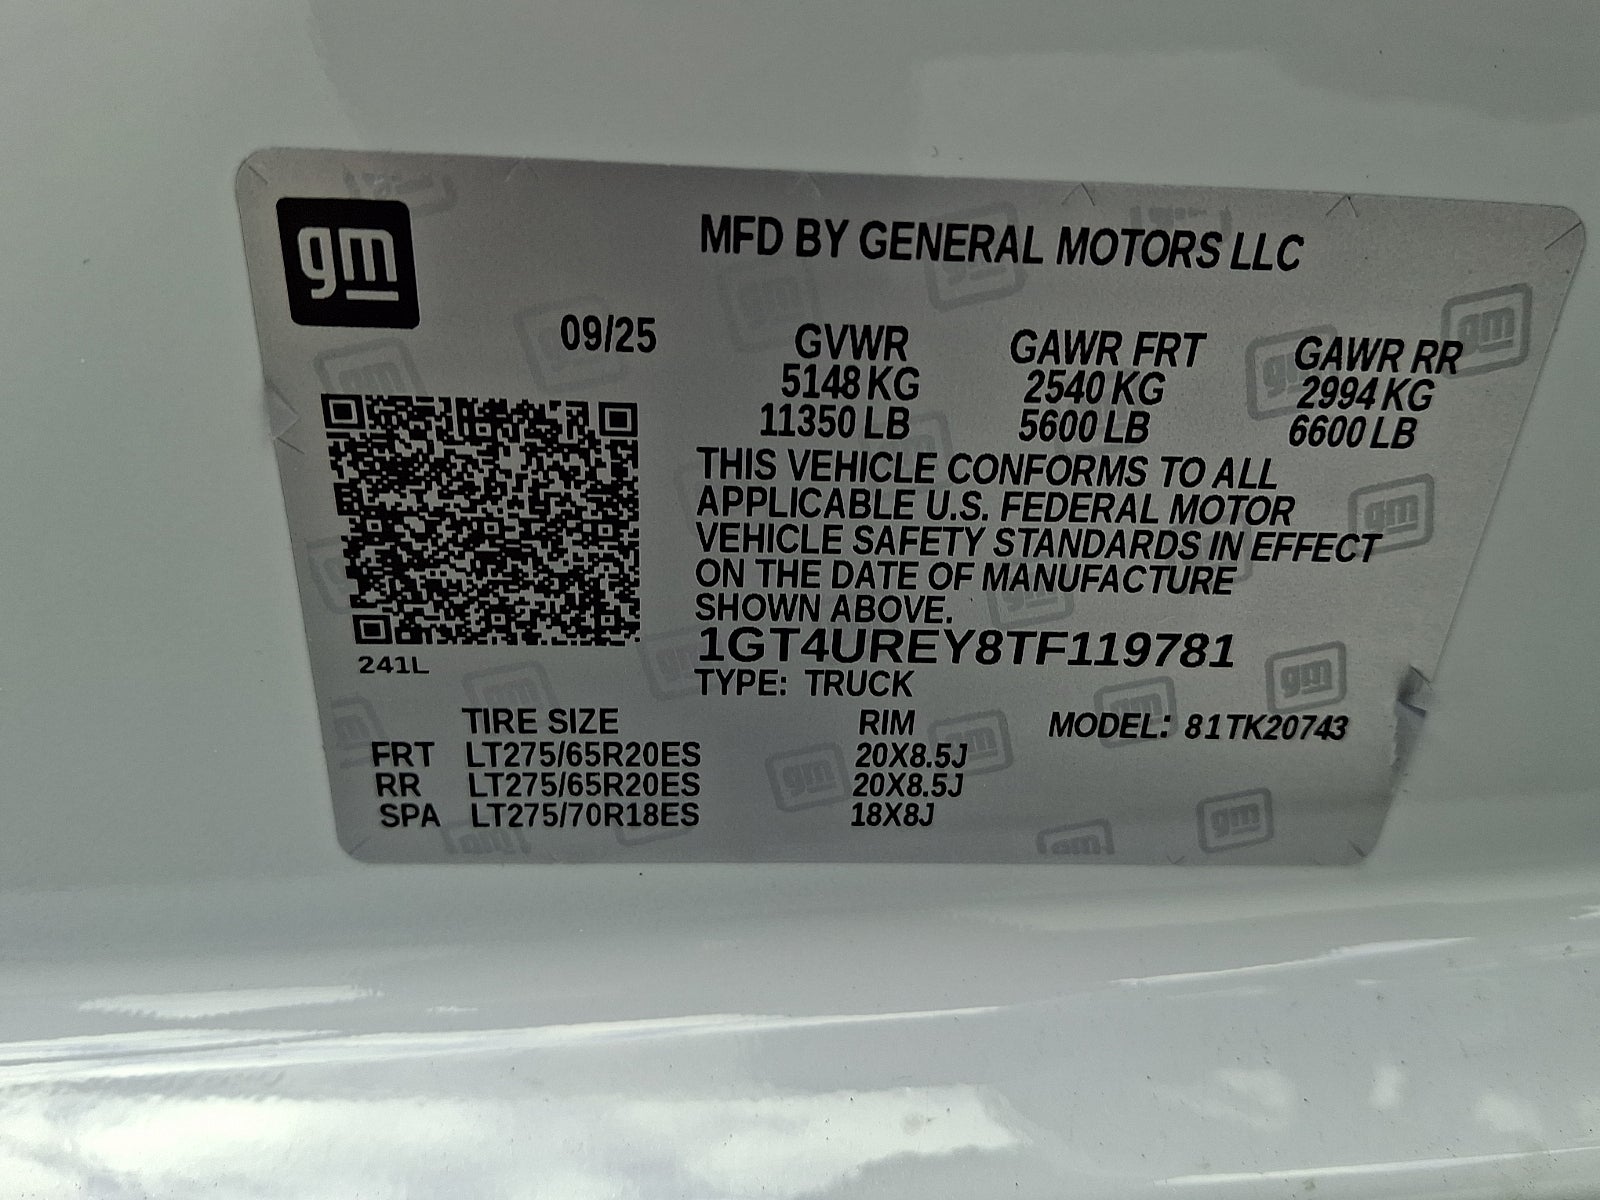 gm
MFD BY GENERAL MOTORS LLC
09/25
GVWR GAWR FRT GAWR RR
5148 KG 2540 KG 2994 KG
11350 LB 5600 LB 6600 LB
THIS VEHICLE CONFORMS TO ALL
APPLICABLE U.S. FEDERAL MOTOR
VEHICLE SAFETY STANDARDS IN EFFECT
ON THE DATE OF MANUFACTURE
SHOWN ABOVE.
1GT4UREY8TF119781
241L
TYPE: TRUCK
TIRE SIZE RIM MODEL: 81TK20743
FRT LT275/65R20ES 20X8.5J
RR LT275/65R20ES 20X8.5J
SPA LT275/70R18ES 18X8J